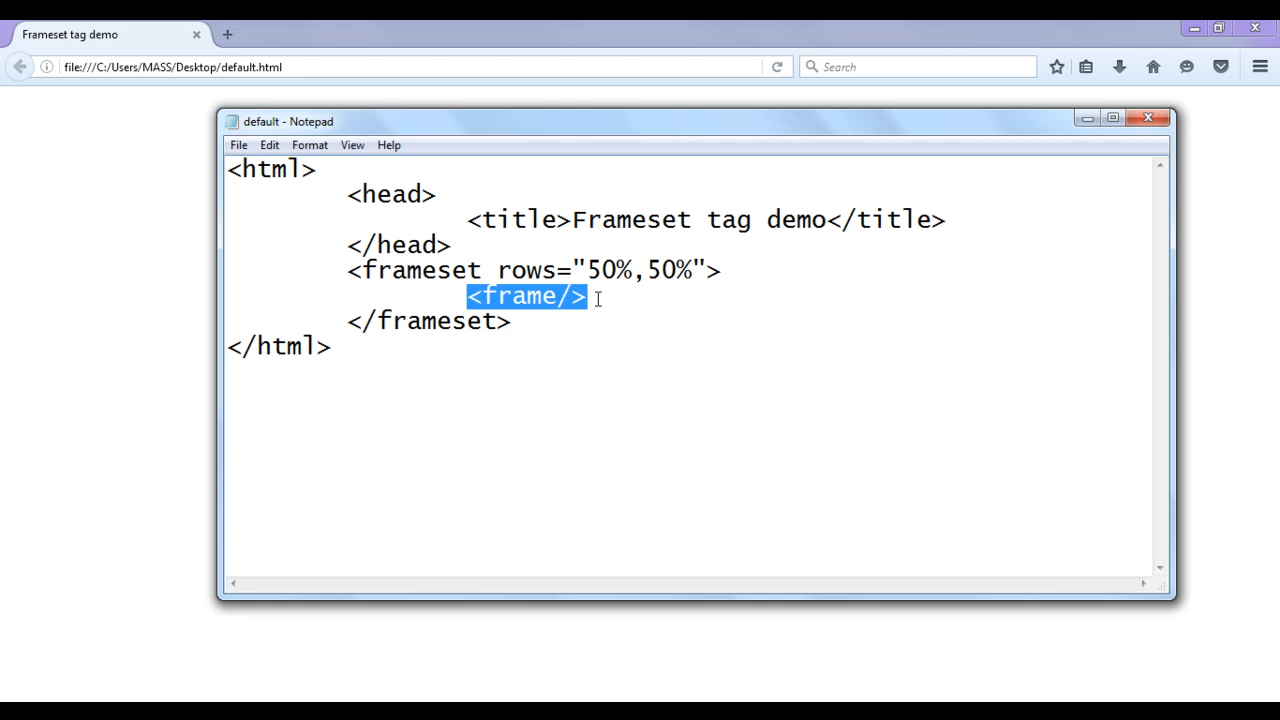 Frameset tag demo
file:///C:/Users/MASS/Desktop/default.html
Search
default - Notepad
File Edit Format View Help
<html>
<head>
<title>Frameset tag demo</title>
</head>
<frameset rows="50%,50%">
<frame/>
</frameset>
</html>